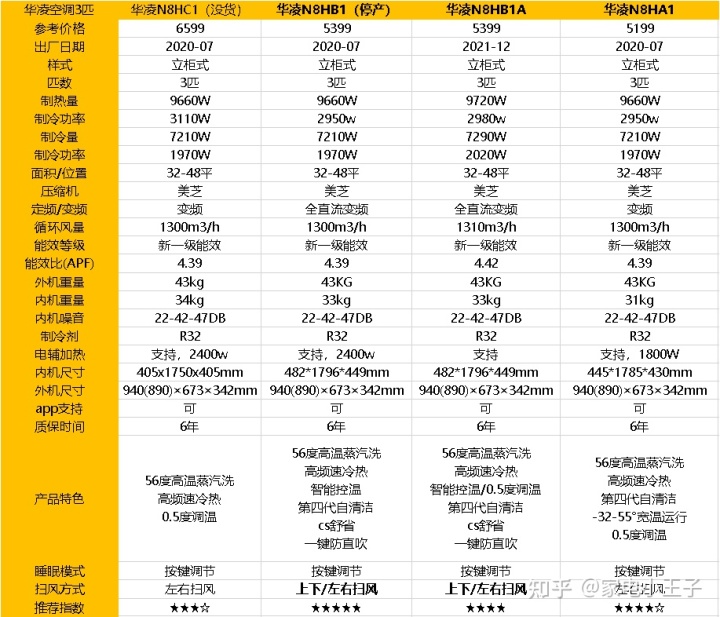 华凌空调3匹 华凌N8HC1（没货） 华凌N8HB1（停产） 华凌N8HB1A 华凌N8HA1
参考价格 6599 5399 5399 5199
出厂日期 2020-07 2020-07 2021-12 2020-07
样式 立柜式 立柜式 立柜式 立柜式
匹数 3匹 3匹 3匹 3匹
制热量 9660W 9660W 9720W 9660W
制冷功率 3110W 2950w 2980w 2950w
制冷量 7210W 7210W 7290W 7210W
制冷功率 1970W 1970W 2020W 1970W
面积/位置 32-48平 32-48平 32-48平 32-48平
压缩机 美芝 美芝 美芝 美芝
定频/变频 变频 全直流变频 全直流变频 变频
循环风量 1300m3/h 1300m3/h 1310m3/h 1300m3/h
能效等级 新一级能效 新一级能效 新一级能效 新一级能效
能效比(APF) 4.39 4.39 4.42 4.39
外机重量 43kg 43KG 43KG 43KG
内机重量 34kg 33kg 33kg 31kg
内机噪音 22-42-47DB 22-42-47DB 22-42-47DB 22-42-47DB
制冷剂 R32 R32 R32 R32
电辅加热 支持，2400w 支持，2400w 支持 支持，1800W
内机尺寸 405x1750x405mm 482*1796*449mm 482*1796*449mm 445*1785*430mm
外机尺寸 940(890)×673×342mm 940(890)×673×342mm 940(890)×673×342mm 940(890)×673×342mm
app支持 可 可 可 可
质保时间 6年 6年 6年 6年
产品特色
56度高温蒸汽洗
高频速冷热
0.5度调温
56度高温蒸汽洗
高频速冷热
智能控温
第四代自清洁
cs舒省
一键防直吹
56度高温蒸汽洗
高频速冷热
智能控温/0.5度调温
第四代自清洁
cs舒省
一键防直吹
56度高温蒸汽洗
高频速冷热
第四代自清洁
-32-55°宽温运行
0.5度调温
睡眠模式 按键调节 按键调节 按键调节 按键调节
扫风方式 左右扫风 上下/左右扫风 上下/左右扫风 左右扫风
推荐指数 ★★★☆ ★★★★★ ★★★★ ★★★★☆
知乎 @家电小王子